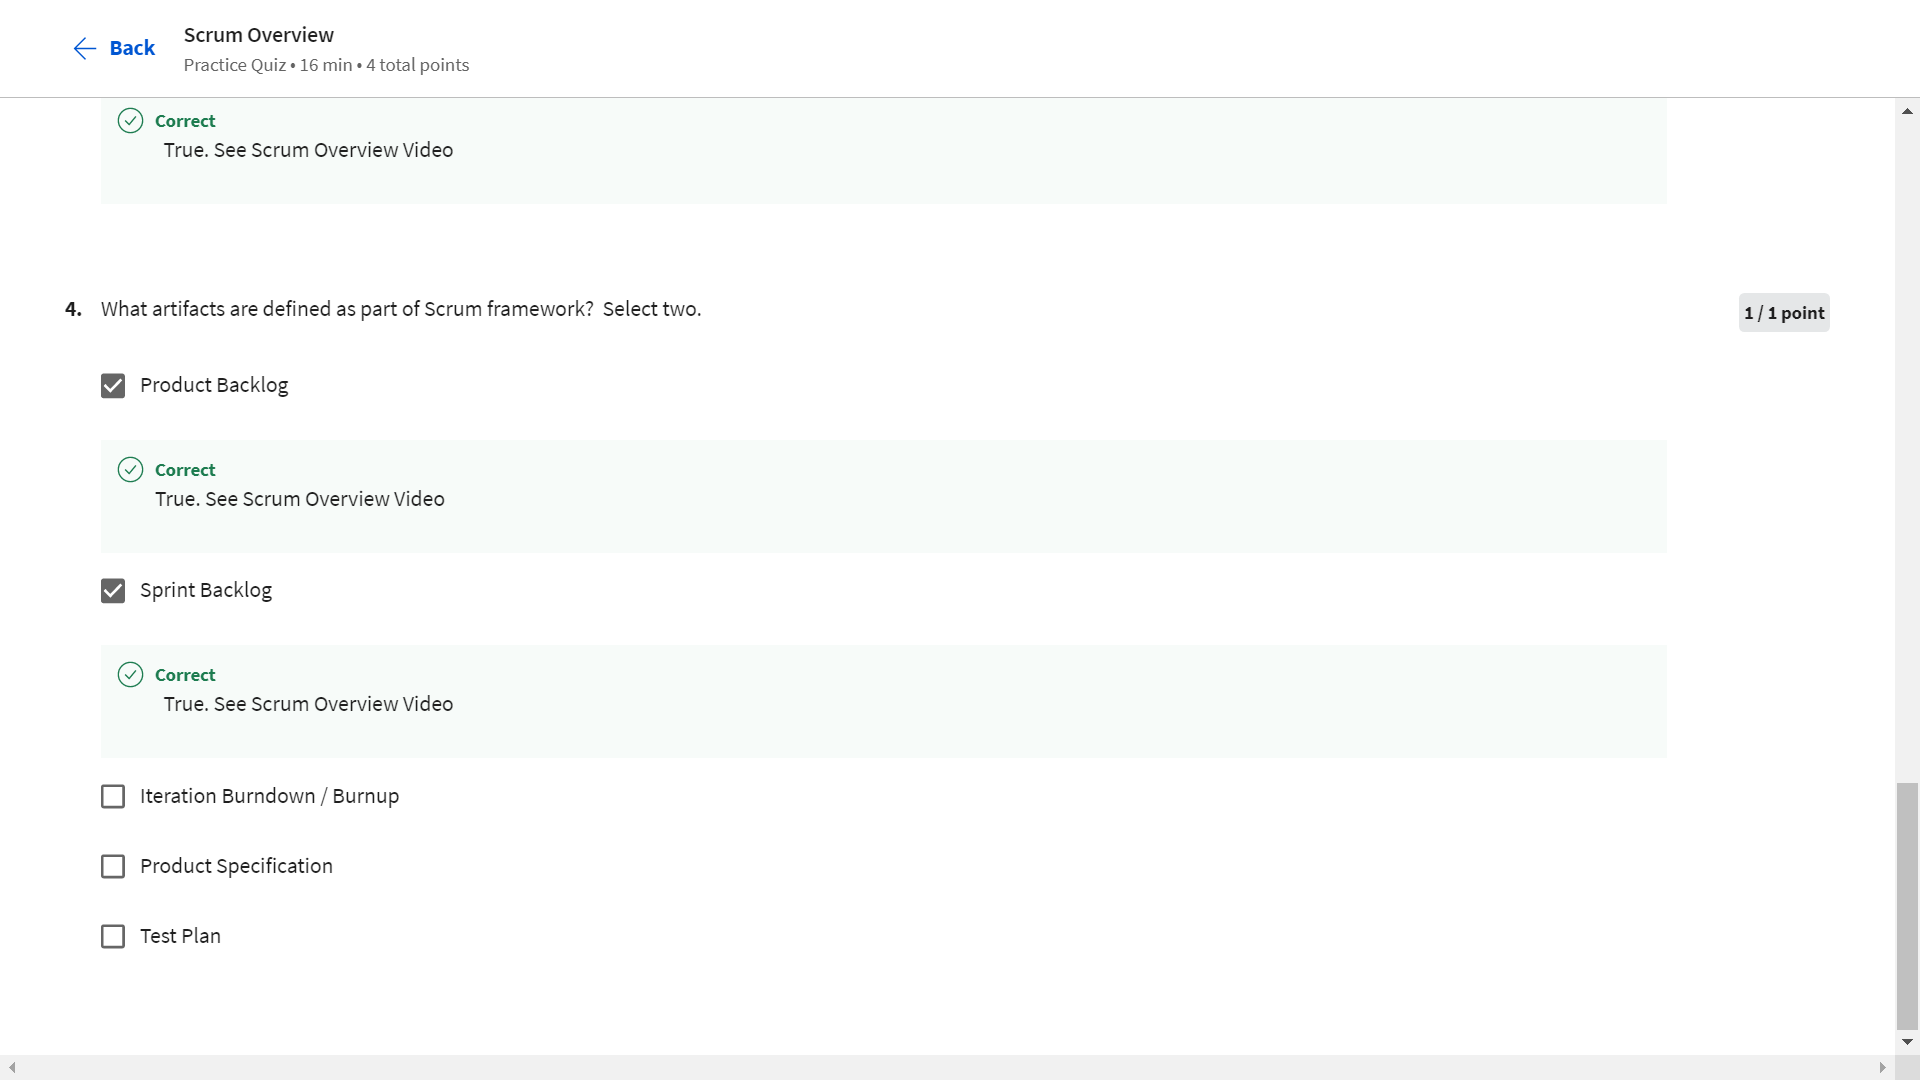 Back
Scrum Overview
Practice Quiz • 16 min • 4 total points
Correct
True. See Scrum Overview Video
4. What artifacts are defined as part of Scrum framework?  Select two.
1 / 1 point
Product Backlog
Correct
True. See Scrum Overview Video
Sprint Backlog
Correct
True. See Scrum Overview Video
Iteration Burndown / Burnup
Product Specification
Test Plan